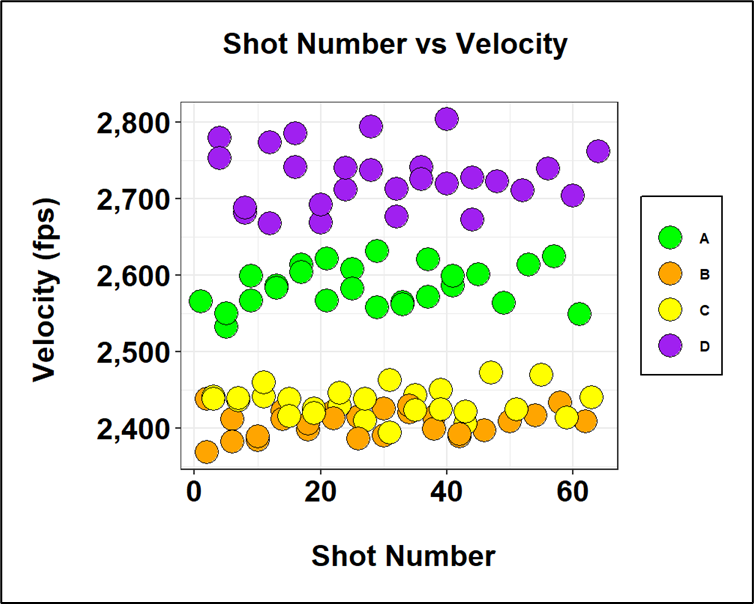 Shot Number vs Velocity
Velocity (fps)
2,800
2,700
2,600
2,500
2,400
0 20 40 60
Shot Number
A
B
C
D